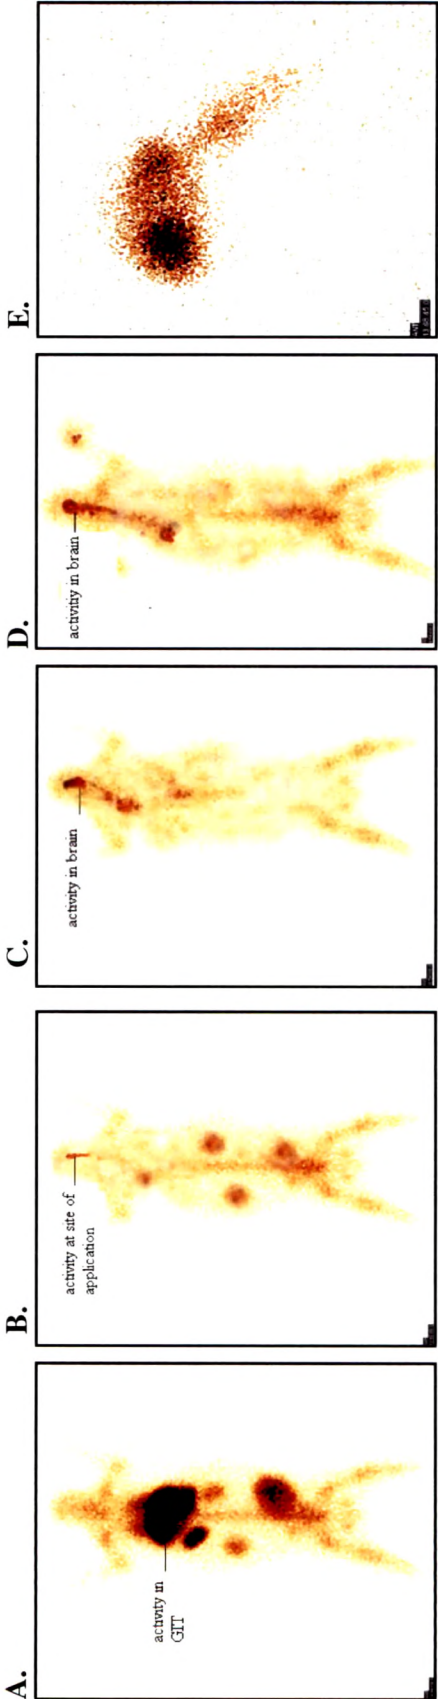 A.
activity in
GIT
B.
activity at site of
application
C.
activity in brain
D.
activity in brain
E.